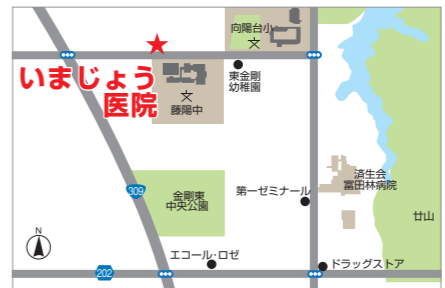 向陽台小
いまじょう
医院
東金剛
幼稚園
藤陽中
309
金剛東
中央公園
第一ゼミナール
済生会
富田林病院
廿山
N
エコール・ロゼ
ドラッグストア
202